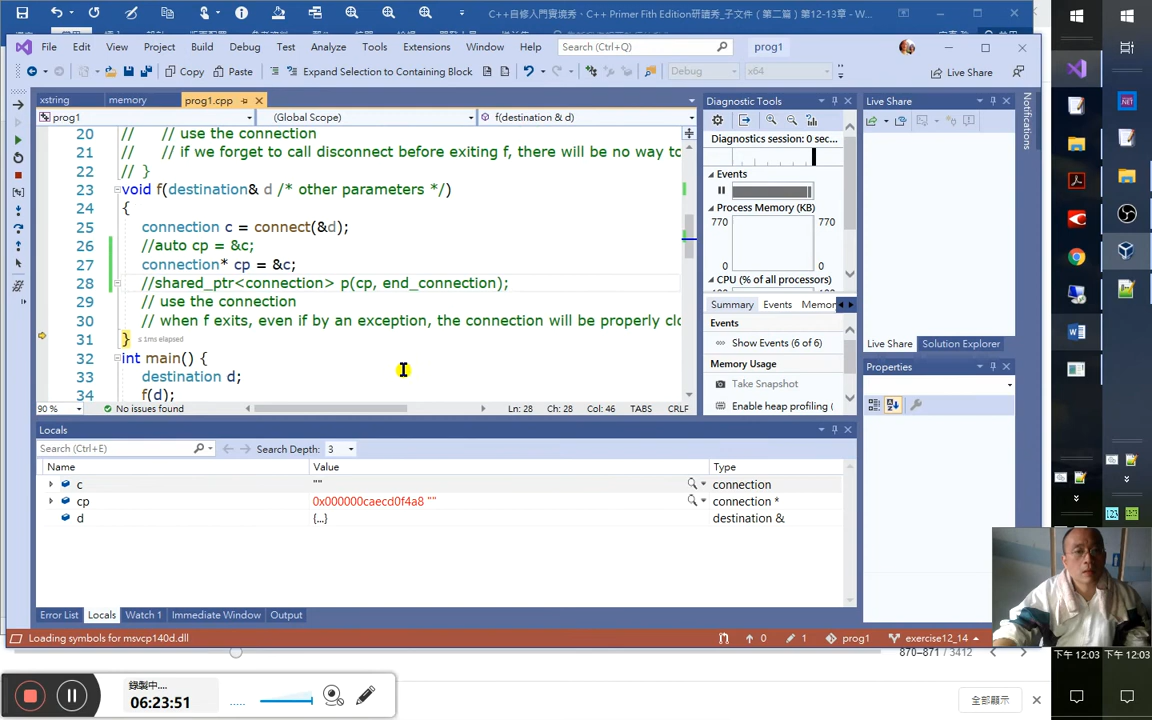 C++自修入門實境秀、C++ Primer Fith Edition研讀秀_子文件（第二篇）第12-13章 - W...
File Edit View Project Build Debug Test Analyze Tools Extensions Window Help Search (Ctrl+Q) prog1
Copy Paste Expand Selection to Containing Block Debug x64 Live Share
xstring memory prog1.cpp
prog1 (Global Scope) f(destination & d)
20 // // use the connection
21 // // if we forget to call disconnect before exiting f, there will be no way to
22 // }
23 void f(destination& d /* other parameters */)
24 {
25 connection c = connect(&d);
26 //auto cp = &c;
27 connection* cp = &c;
28 //shared_ptr<connection> p(cp, end_connection);
29 // use the connection
30 // when f exits, even if by an exception, the connection will be properly clo
31 } ≤ 1ms elapsed
32 int main() {
33 destination d;
34 f(d);
90 % No issues found Ln: 28 Ch: 28 Col: 46 TABS CRLF
Diagnostic Tools
Diagnostics session: 0 sec...
Events
Process Memory (KB)
770 770
0 0
CPU (% of all processors)
Summary Events Memor
Events
Show Events (6 of 6)
Memory Usage
Take Snapshot
Enable heap profiling (
Live Share
Live Share Solution Explorer
Properties
Notifications
Locals
Search (Ctrl+E) Search Depth: 3
Name Value Type
c "" connection
cp 0x000000caecd0f4a8 "" connection *
d {...} destination &
Error List Locals Watch 1 Immediate Window Output
Loading symbols for msvcp140d.dll 0 1 prog1 exercise12_14
870–871 / 3412
錄製中....
06:23:51
全部顯示
下午 12:03 下午 12:03